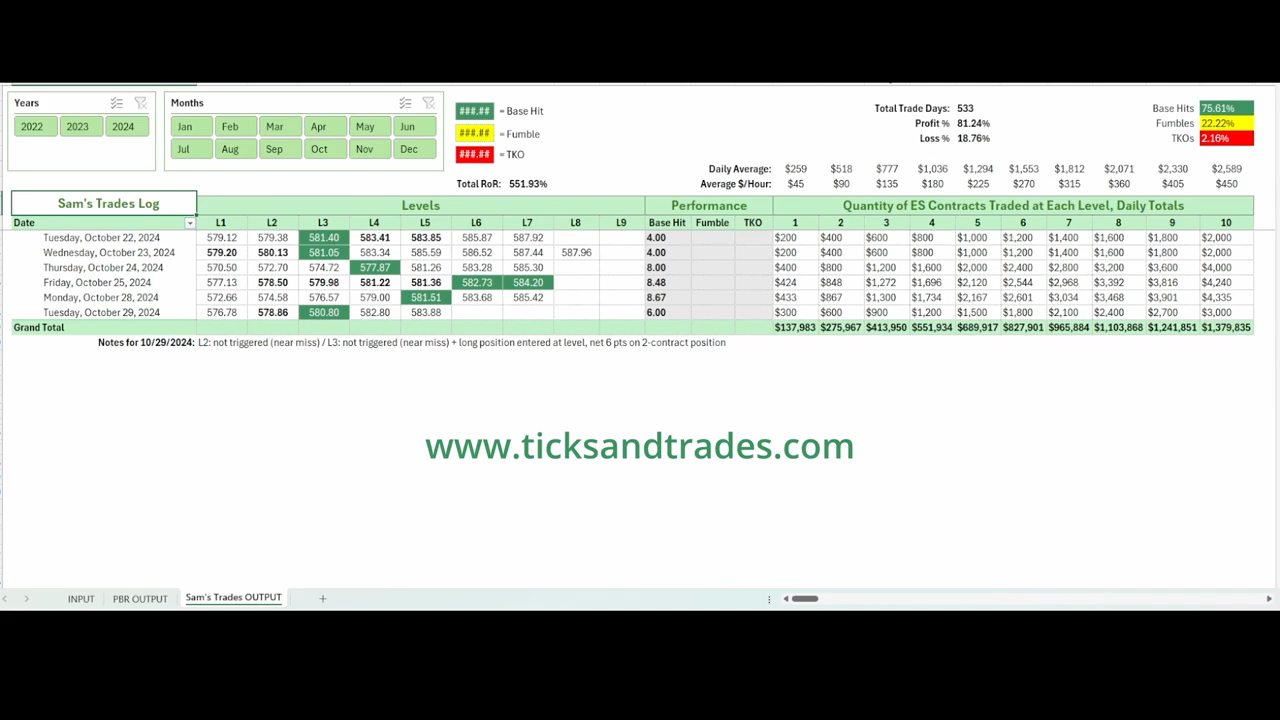 Years
Months
###.## = Base Hit
Total Trade Days: 533
Base Hits 75.61%
2022 2023 2024
Jan Feb Mar Apr May Jun
###.## = Fumble
Profit % 81.24%
Fumbles 22.22%
Jul Aug Sep Oct Nov Dec
###.## = TKO
Loss % 18.76%
TKOs 2.16%
Daily Average: $259 $518 $777 $1,036 $1,294 $1,553 $1,812 $2,071 $2,330 $2,589
Total RoR: 551.93%
Average $/Hour: $45 $90 $135 $180 $225 $270 $315 $360 $405 $450
Sam's Trades Log Levels Performance Quantity of ES Contracts Traded at Each Level, Daily Totals
Date L1 L2 L3 L4 L5 L6 L7 L8 L9 Base Hit Fumble TKO 1 2 3 4 5 6 7 8 9 10
Tuesday, October 22, 2024 579.12 579.38 581.40 583.41 583.85 585.87 587.92 4.00 $200 $400 $600 $800 $1,000 $1,200 $1,400 $1,600 $1,800 $2,000
Wednesday, October 23, 2024 579.20 580.13 581.05 583.34 585.59 586.52 587.44 587.96 4.00 $200 $400 $600 $800 $1,000 $1,200 $1,400 $1,600 $1,800 $2,000
Thursday, October 24, 2024 570.50 572.70 574.72 577.87 581.26 583.28 585.30 8.00 $400 $800 $1,200 $1,600 $2,000 $2,400 $2,800 $3,200 $3,600 $4,000
Friday, October 25, 2024 577.13 578.50 579.98 581.22 581.36 582.73 584.20 8.48 $424 $848 $1,272 $1,696 $2,120 $2,544 $2,968 $3,392 $3,816 $4,240
Monday, October 28, 2024 572.66 574.58 576.57 579.00 581.51 583.68 585.42 8.67 $433 $867 $1,300 $1,734 $2,167 $2,601 $3,034 $3,468 $3,901 $4,335
Tuesday, October 29, 2024 576.78 578.86 580.80 582.80 583.88 6.00 $300 $600 $900 $1,200 $1,500 $1,800 $2,100 $2,400 $2,700 $3,000
Grand Total $137,983 $275,967 $413,950 $551,934 $689,917 $827,901 $965,884 $1,103,868 $1,241,851 $1,379,835
Notes for 10/29/2024: L2: not triggered (near miss) / L3: not triggered (near miss) + long position entered at level, net 6 pts on 2-contract position
www.ticksandtrades.com
INPUT PBR OUTPUT Sam's Trades OUTPUT